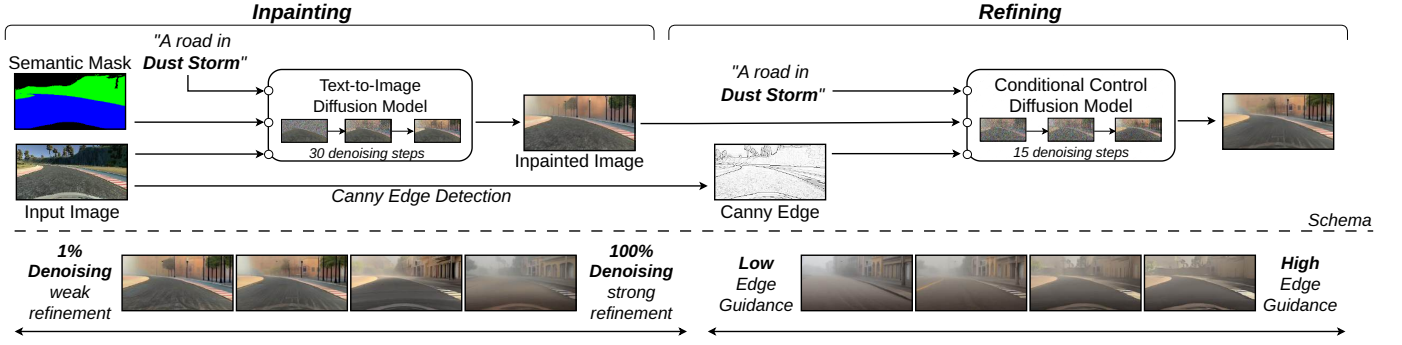 Inpainting
Refining
"A road in
Dust Storm"
Semantic Mask
Text-to-Image
Diffusion Model
30 denoising steps
Inpainted Image
Input Image
Canny Edge Detection
"A road in
Dust Storm"
Conditional Control
Diffusion Model
15 denoising steps
Canny Edge
Schema
1%
Denoising
weak
refinement
100%
Denoising
strong
refinement
Low
Edge
Guidance
High
Edge
Guidance